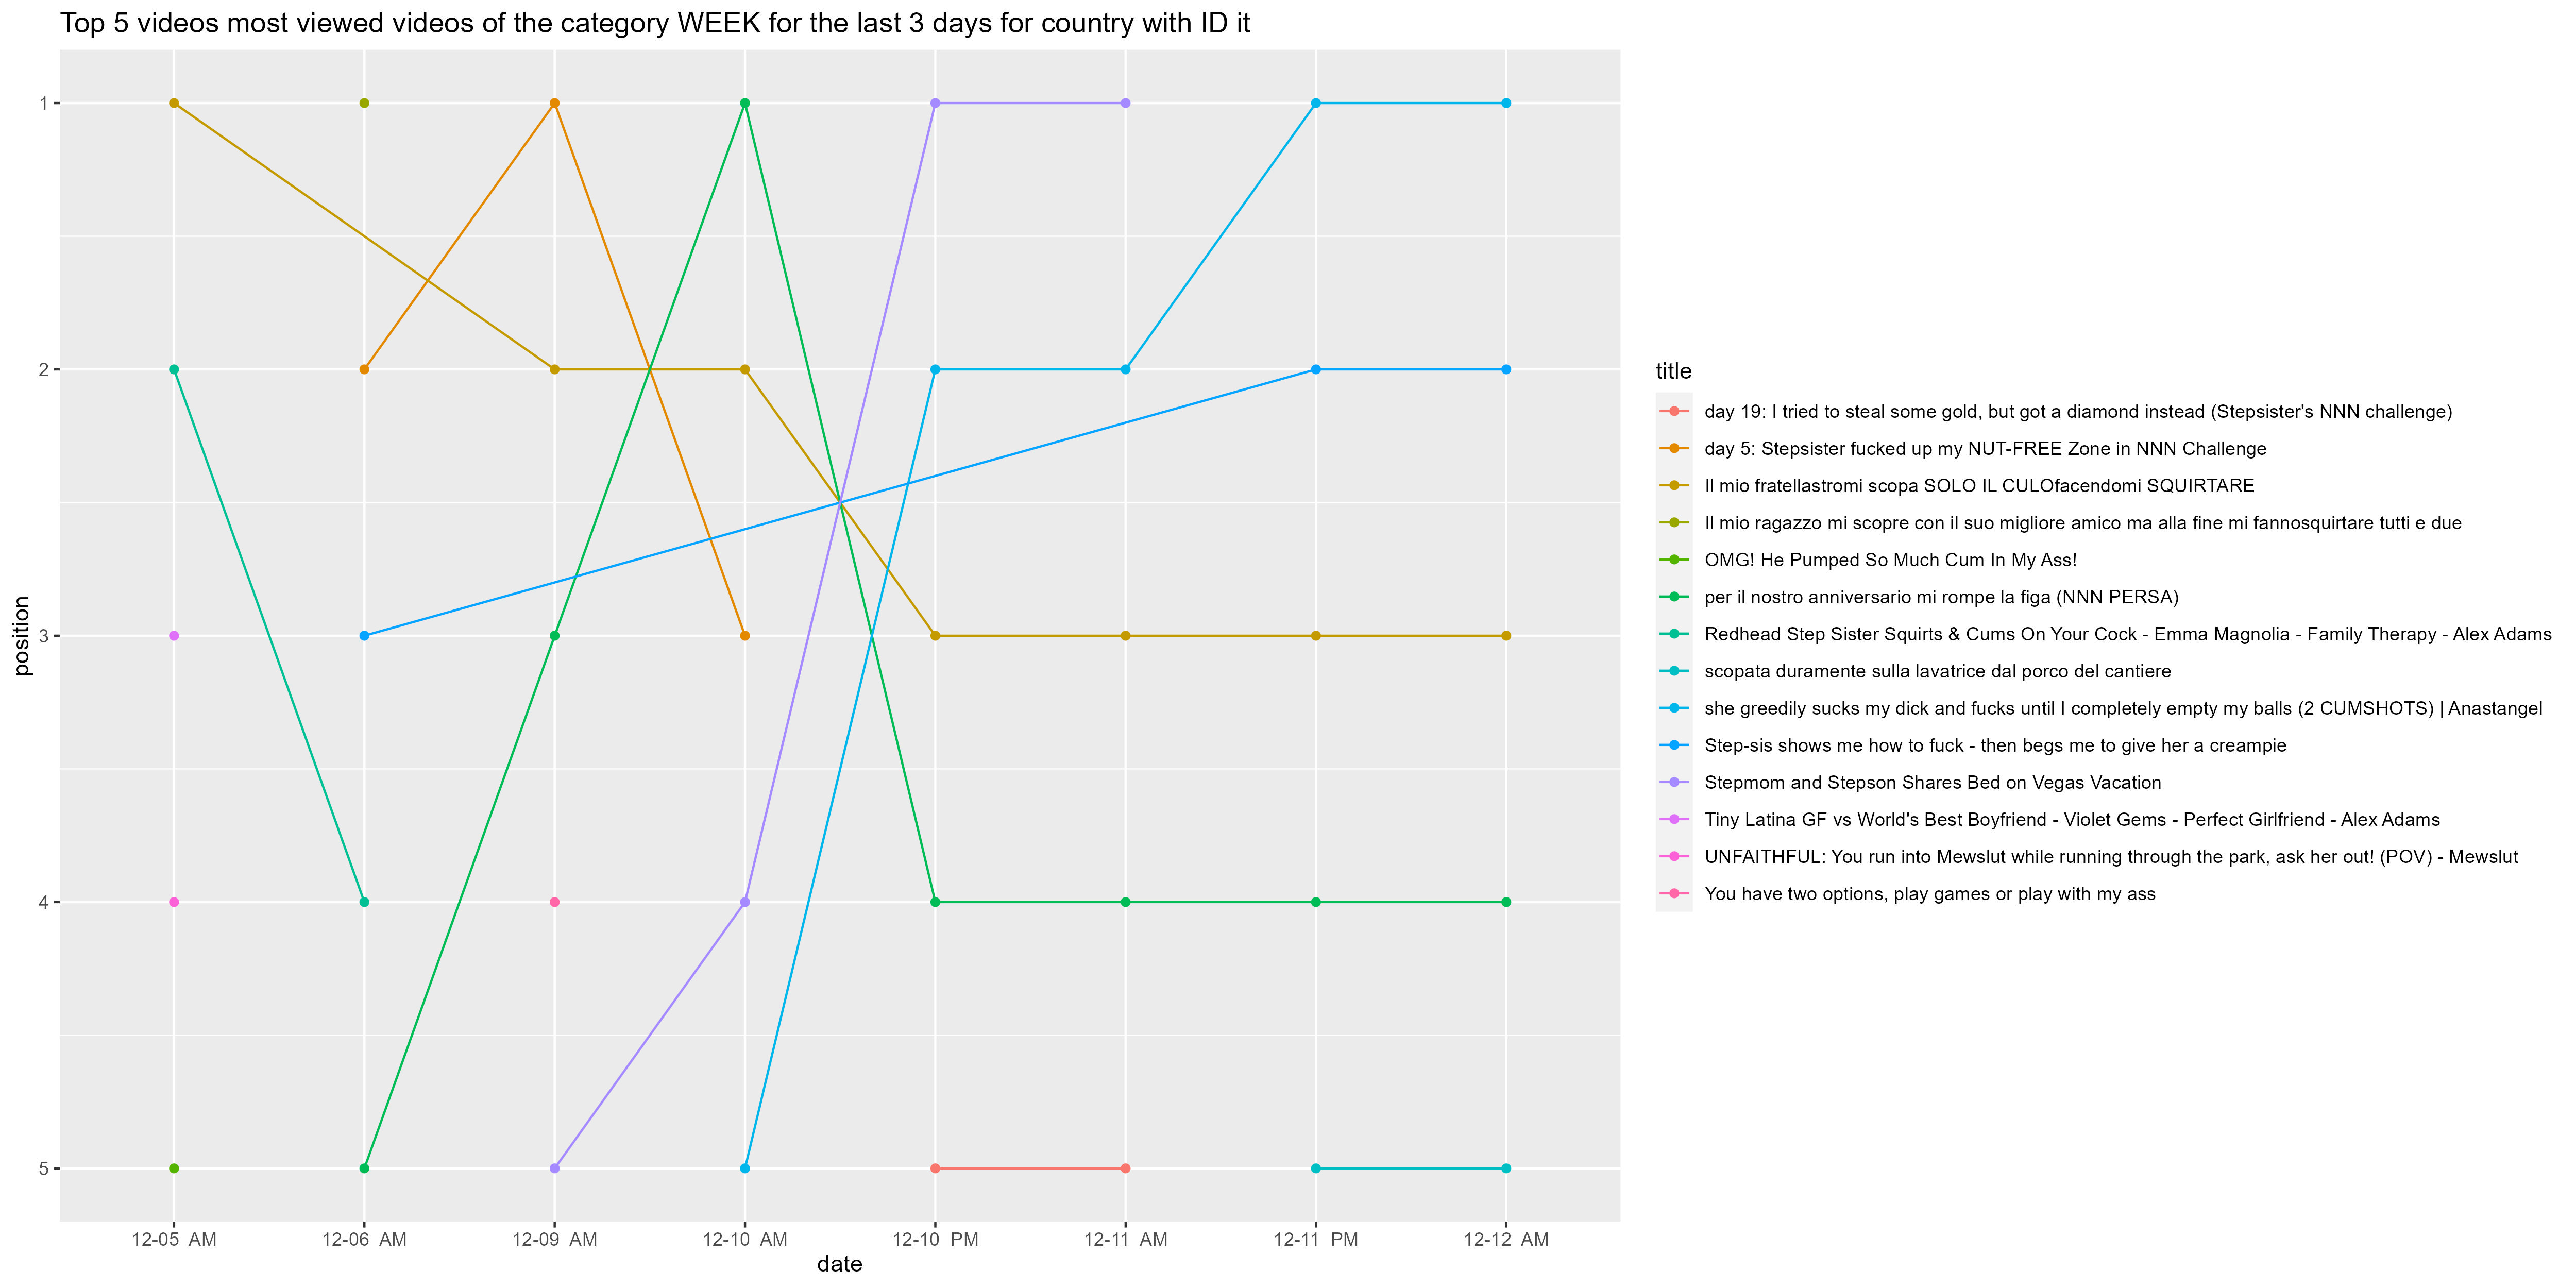 Top 5 videos most viewed videos of the category WEEK for the last 3 days for country with ID it
position
1
2
3
4
5
12-05 AM
12-06 AM
12-09 AM
12-10 AM
12-10 PM
12-11 AM
12-11 PM
12-12 AM
date
title
day 19: I tried to steal some gold, but got a diamond instead (Stepsister's NNN challenge)
day 5: Stepsister fucked up my NUT-FREE Zone in NNN Challenge
Il mio fratellastromi scopa SOLO IL CULOfacendomi SQUIRTARE
Il mio ragazzo mi scopre con il suo migliore amico ma alla fine mi fannosquirtare tutti e due
OMG! He Pumped So Much Cum In My Ass!
per il nostro anniversario mi rompe la figa (NNN PERSA)
Redhead Step Sister Squirts & Cums On Your Cock - Emma Magnolia - Family Therapy - Alex Adams
scopata duramente sulla lavatrice dal porco del cantiere
she greedily sucks my dick and fucks until I completely empty my balls (2 CUMSHOTS) | Anastangel
Step-sis shows me how to fuck - then begs me to give her a creampie
Stepmom and Stepson Shares Bed on Vegas Vacation
Tiny Latina GF vs World's Best Boyfriend - Violet Gems - Perfect Girlfriend - Alex Adams
UNFAITHFUL: You run into Mewslut while running through the park, ask her out! (POV) - Mewslut
You have two options, play games or play with my ass